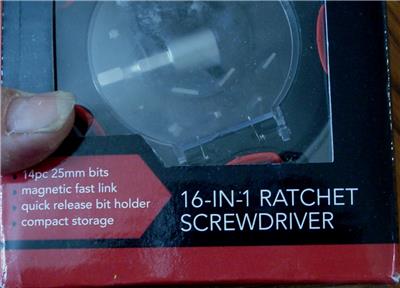 14pc 25mm bits
magnetic fast link
quick release bit holder
compact storage
16-IN-1 RATCHET
SCREWDRIVER